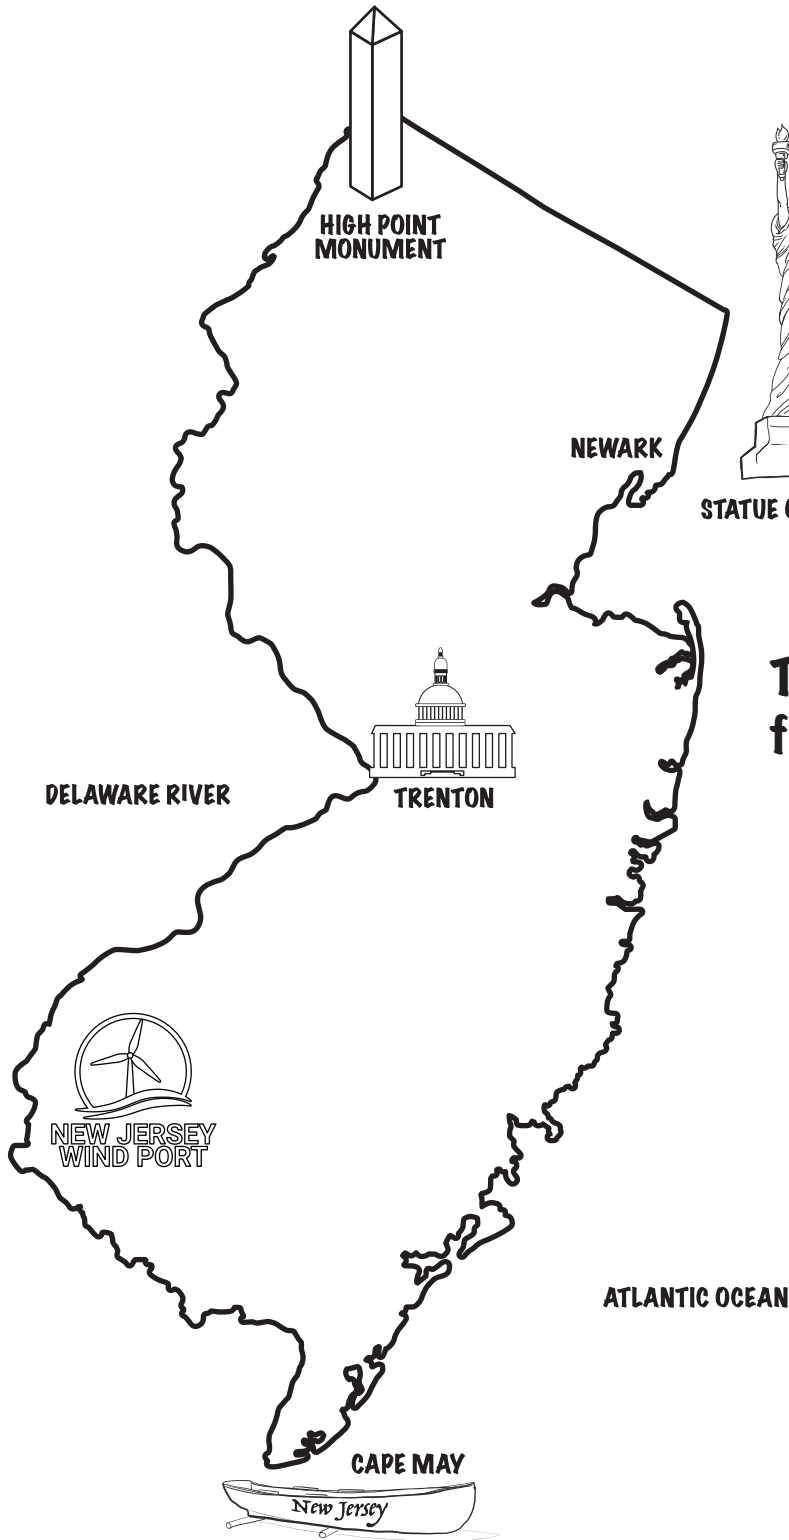 HIGH POINT
MONUMENT
NEWARK
STATUE
DELAWARE RIVER
TRENTON
NEW JERSEY
WIND PORT
ATLANTIC OCEAN
CAPE MAY
New Jersey